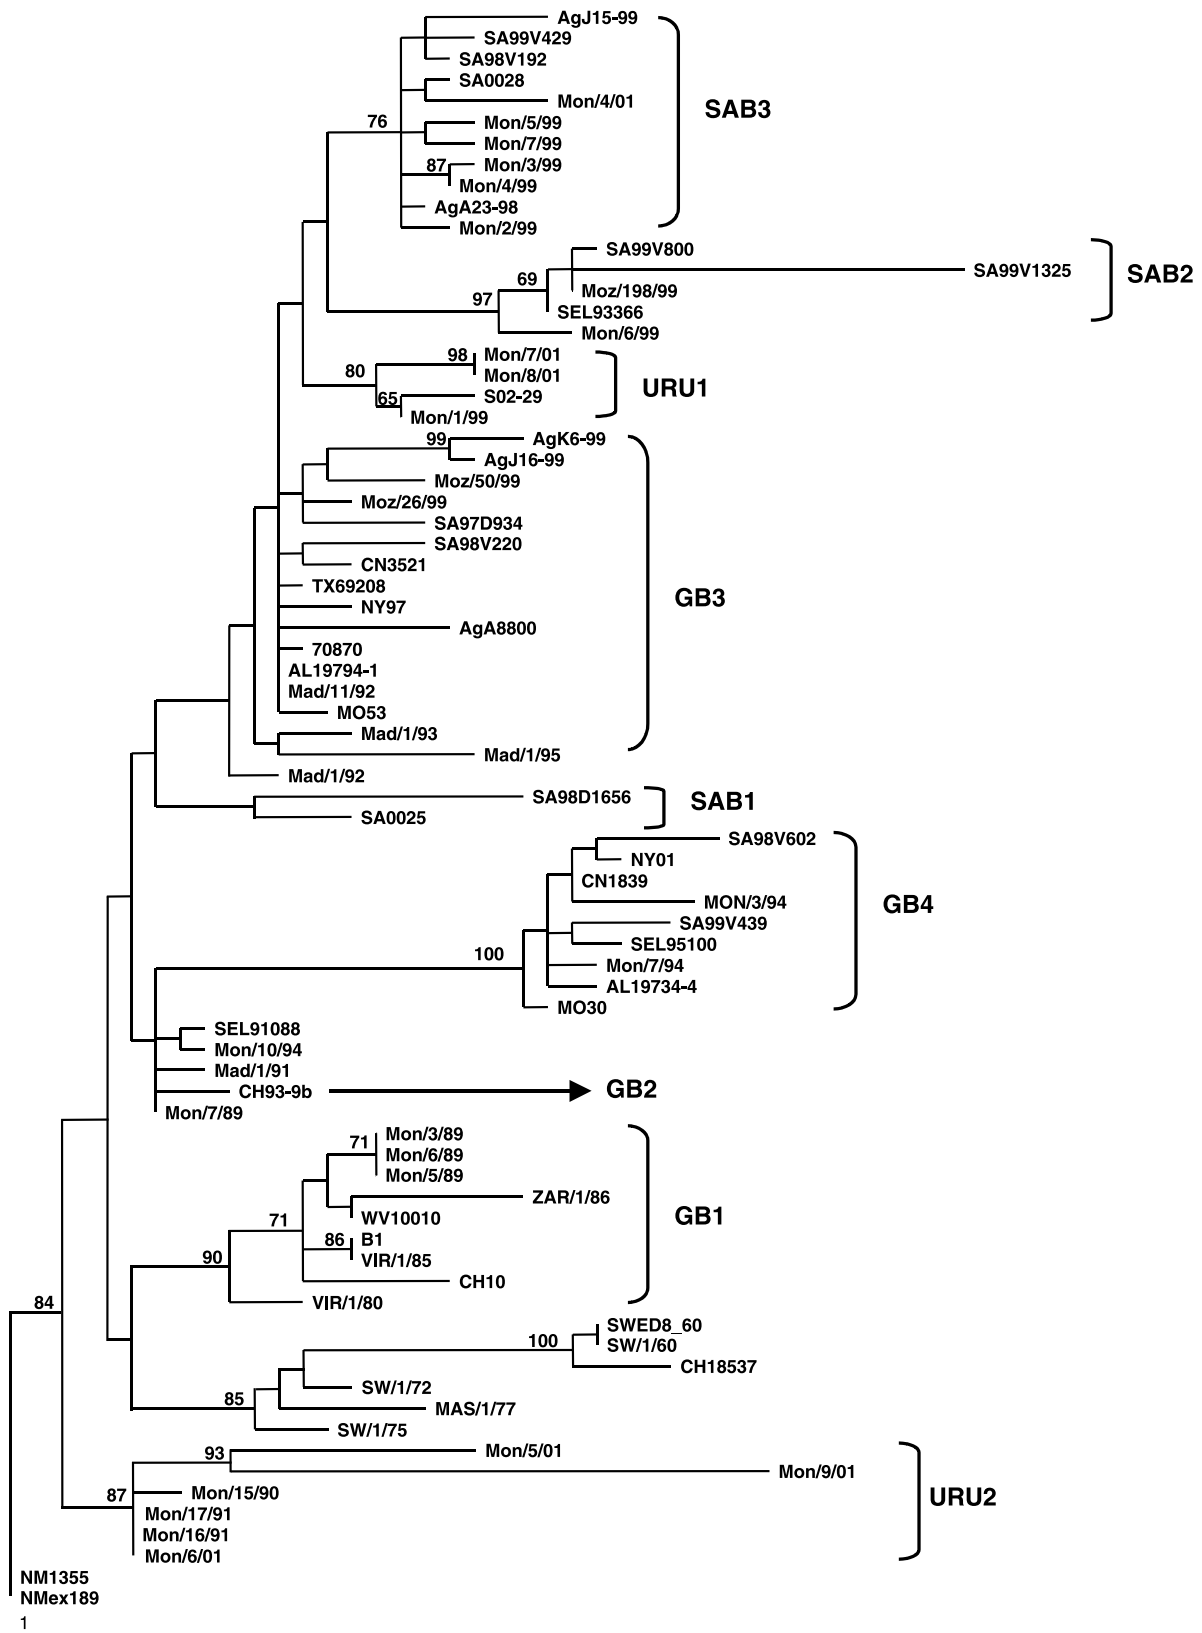 AgJ15-99
SA99V429
SA98V192
SA0028
Mon/4/01
SAB3
76
Mon/5/99
Mon/7/99
87
Mon/3/99
Mon/4/99
AgA23-98
Mon/2/99
SA99V800
SA99V1325
SAB2
69
Moz/198/99
97
SEL93366
Mon/6/99
98
Mon/7/01
Mon/8/01
80
URU1
65
S02-29
Mon/1/99
99
AgK6-99
AgJ16-99
Moz/50/99
Moz/26/99
SA97D934
SA98V220
CN3521
TX69208
GB3
NY97
AgA8800
70870
AL19794-1
Mad/11/92
MO53
Mad/1/93
Mad/1/95
Mad/1/92
SA98D1656
SAB1
SA0025
SA98V602
NY01
CN1839
MON/3/94
GB4
SA99V439
SEL95100
100
Mon/7/94
AL19734-4
MO30
SEL91088
Mon/10/94
Mad/1/91
CH93-9b
GB2
Mon/7/89
71
Mon/3/89
Mon/6/89
Mon/5/89
ZAR/1/86
71
WV10010
GB1
86
B1
90
VIR/1/85
CH10
VIR/1/80
84
SWED8_60
100
SW/1/60
CH18537
SW/1/72
85
MAS/1/77
SW/1/75
93
Mon/5/01
Mon/9/01
87
Mon/15/90
URU2
Mon/17/91
Mon/16/91
Mon/6/01
NM1355
NMex189
1